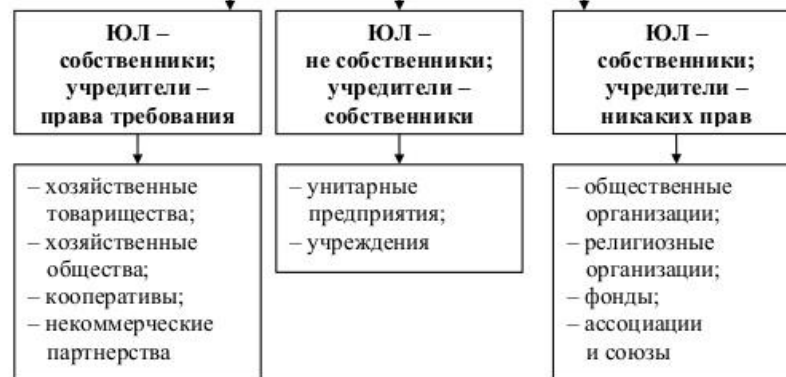 ЮЛ –
собственники;
учредители –
права требования
ЮЛ –
не собственники;
учредители –
собственники
ЮЛ –
собственники;
учредители –
никаких прав
– хозяйственные
товарищества;
– хозяйственные
общества;
– кооперативы;
– некоммерческие
партнерства
– унитарные
предприятия;
– учреждения
– общественные
организации;
– религиозные
организации;
– фонды;
– ассоциации
и союзы